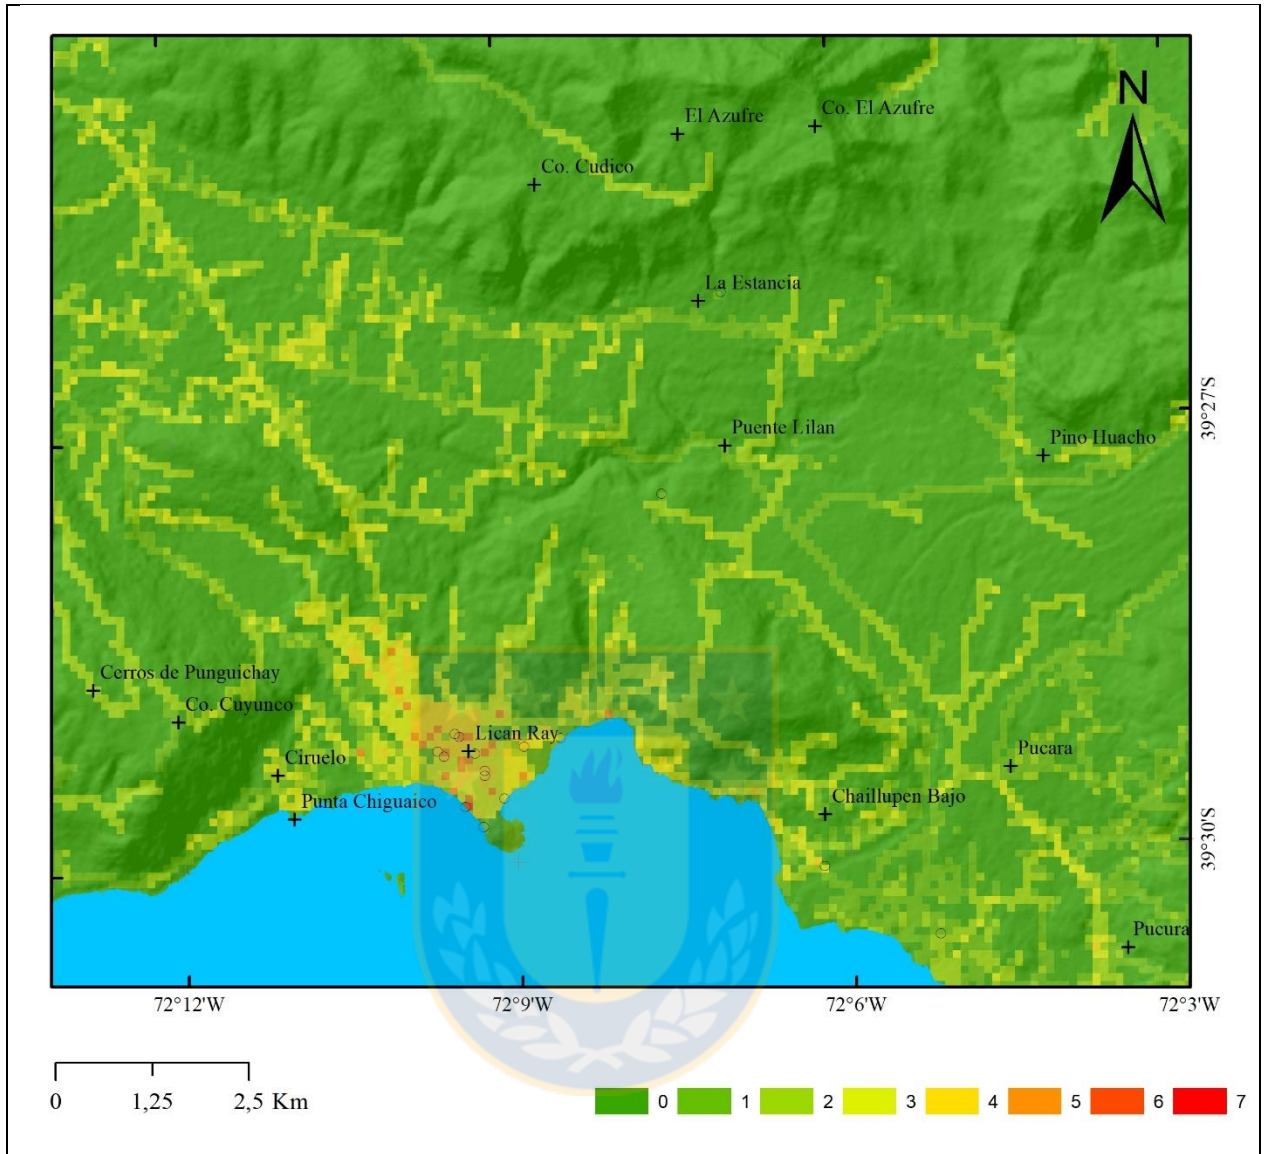 N
El Azufre
Co. El Azufre
Co. Cudico
La Estancia
39°27'S
Puente Lilan
Pino Huacho
Cerros de Punguichay
Co. Cuyunco
Lican Ray
Pucara
Ciruelo
Chaillupen Bajo
Punta Chiguaico
39°30'S
Pucura
72°12'W 72°9'W 72°6'W 72°3'W
0 1,25 2,5 Km
0 1 2 3 4 5 6 7